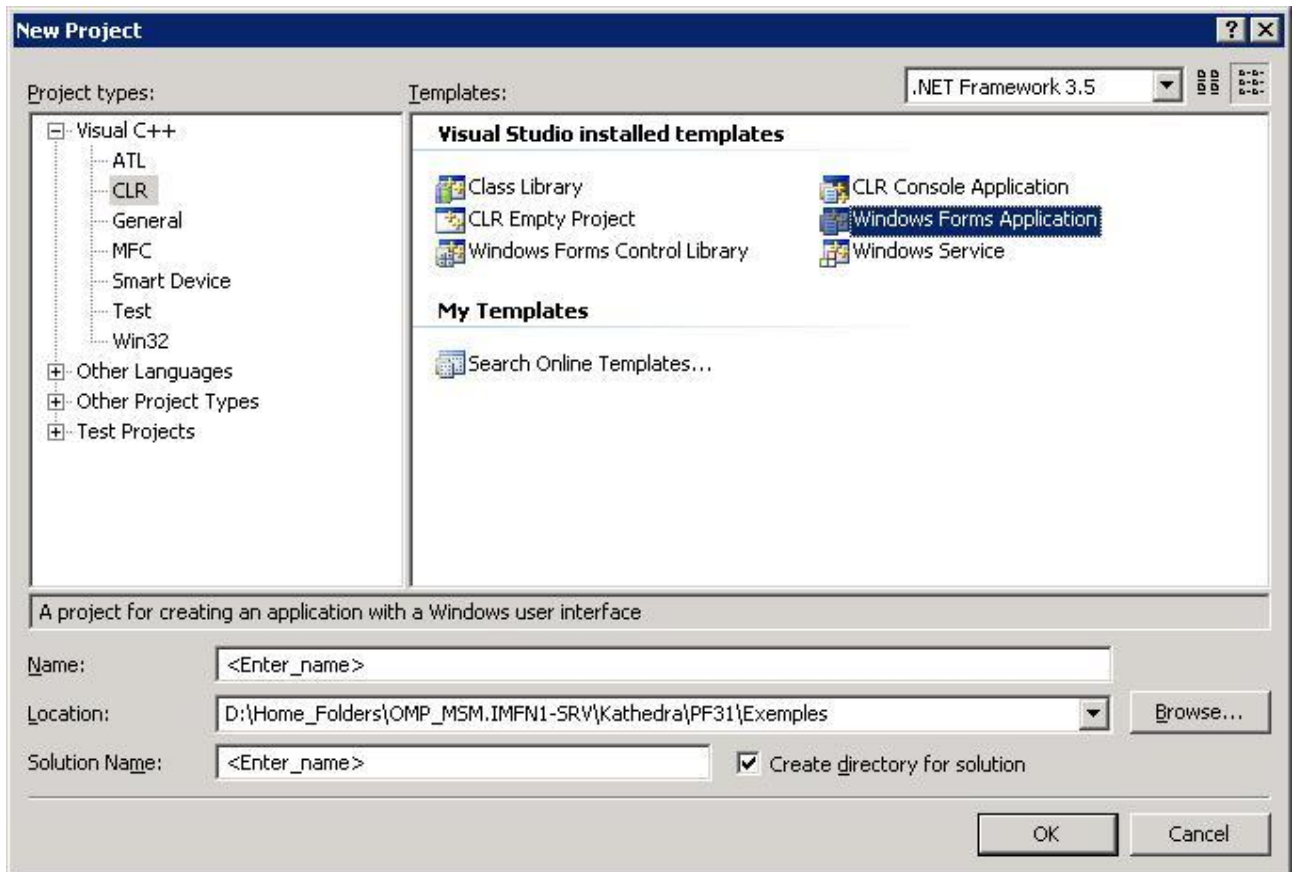 New Project
Project types:
Templates:
.NET Framework 3.5
Visual C++
ATL
CLR
General
MFC
Smart Device
Test
Win32
Other Languages
Other Project Types
Test Projects
Visual Studio installed templates
Class Library
CLR Console Application
CLR Empty Project
Windows Forms Application
Windows Forms Control Library
Windows Service
My Templates
Search Online Templates...
A project for creating an application with a Windows user interface
Name:
<Enter_name>
Location:
D:\Home_Folders\OMP_MSM.IMFN1-SRV\Kathedra\PF31\Exemples
Browse...
Solution Name:
<Enter_name>
Create directory for solution
OK
Cancel